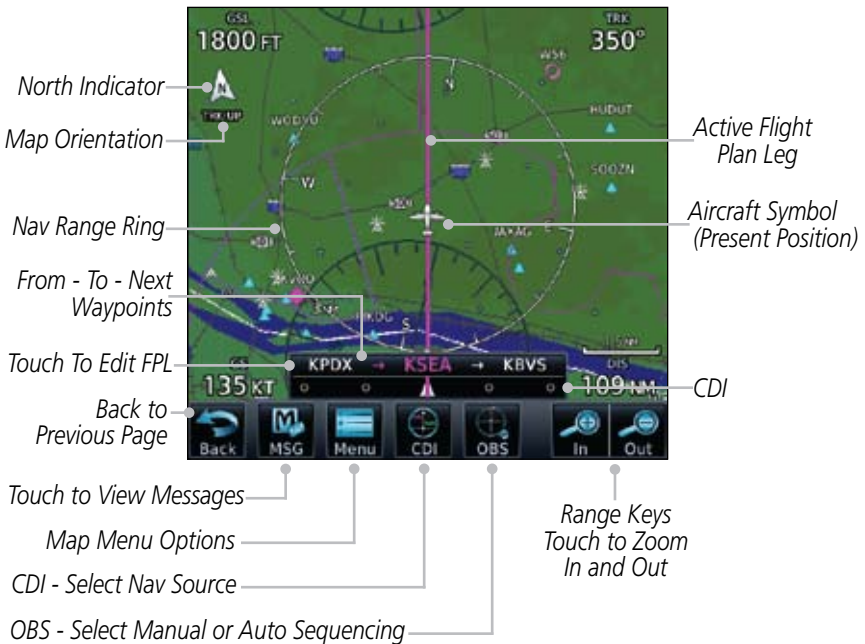 GSL
1800 FT
TRK
350°
North Indicator
N
TRK-UP
Map Orientation
WODYU
N
W56
HUDUT
SOOZN
Active Flight
Plan Leg
W
E
JAKAG
Aircraft Symbol
(Present Position)
Nav Range Ring
From - To - Next
Waypoints
S
Touch To Edit FPL
KPDX → KSEA → KBVS
GS
135 KT
DIS
109 NM
CDI
Back to
Previous Page
Back
MSG
Menu
CDI
OBS
In
Out
Touch to View Messages
Map Menu Options
CDI - Select Nav Source
OBS - Select Manual or Auto Sequencing
Range Keys
Touch to Zoom
In and Out